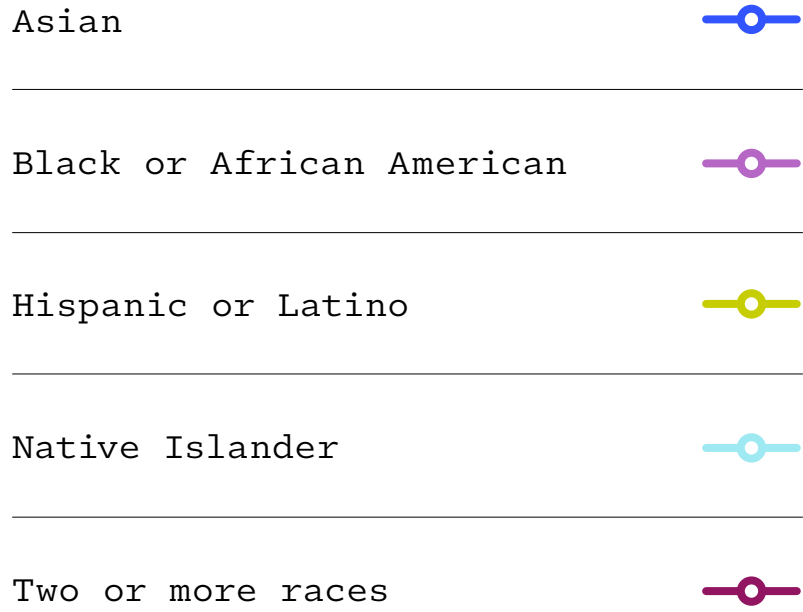 Asian
Black or African American
Hispanic or Latino
Native Islander
Two or more races